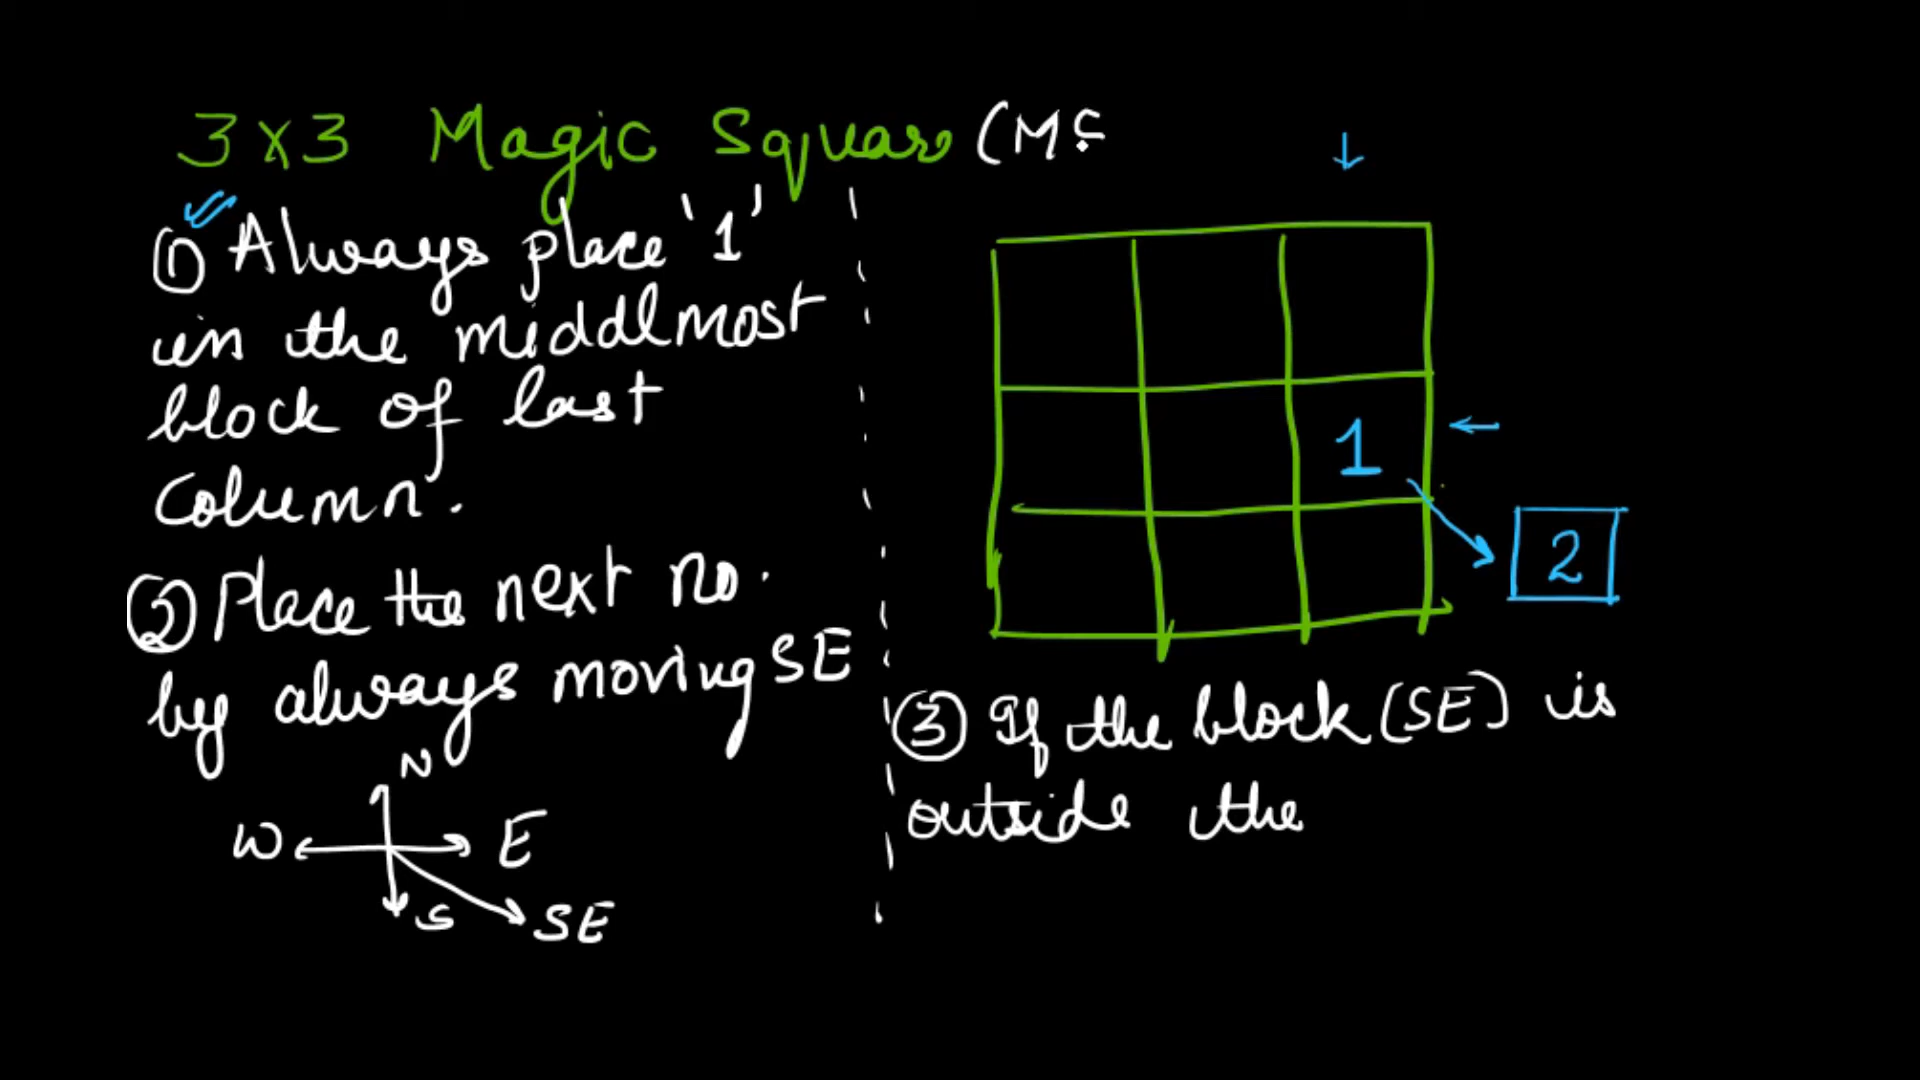 3x3 Magic Square (MS
① Always place '1'
in the middlmost
block of last
Column.
② Place the next no.
by always moving SE
N
W E
S SE
1
2
③ If the block (SE) is
outside the